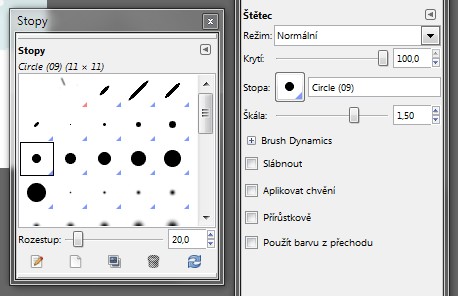 Stopy
Stopy
Circle (09) (11 × 11)
Rozestup: 20,0
Štětec
Režim: Normální
Krytí: 100,0
Stopa: Circle (09)
Škála: 1,50
Brush Dynamics
Slábnout
Aplikovat chvění
Přírůstkově
Použít barvu z přechodu